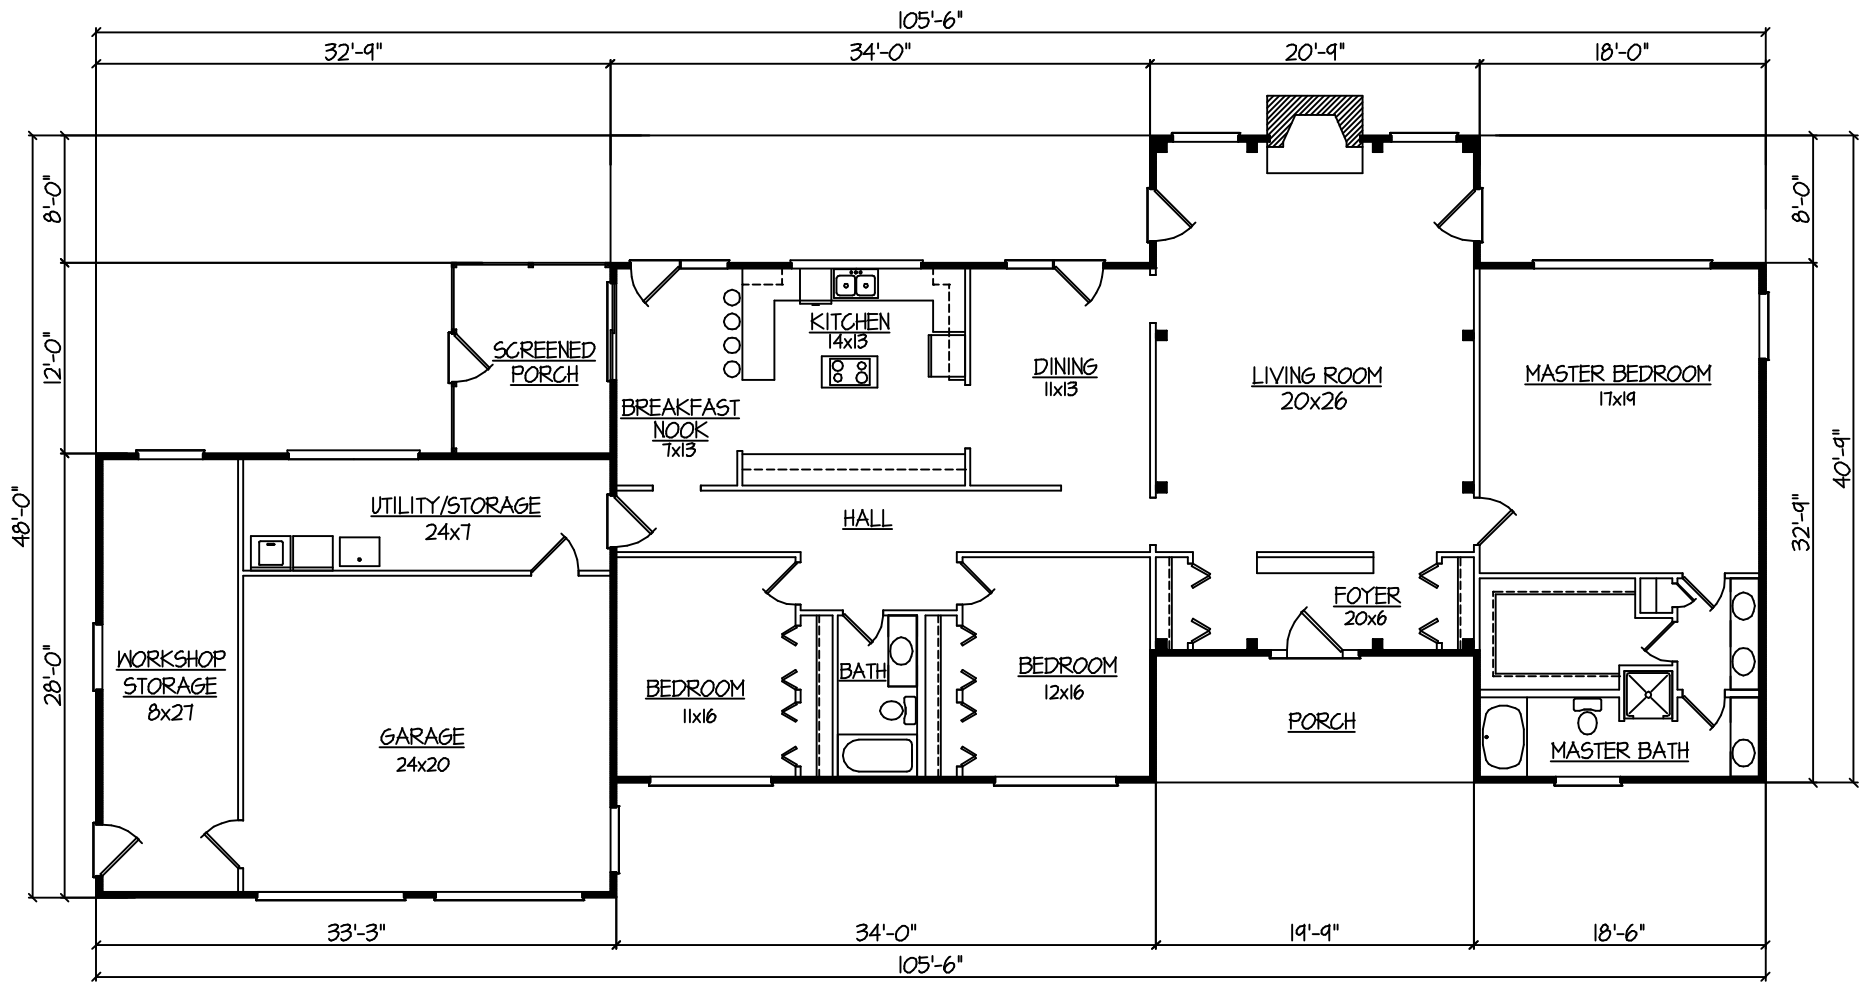 105'-6"
32'-9"
34'-0"
20'-9"
18'-0"
8'-0"
12'-0"
28'-0"
48'-0"
8'-0"
32'-9"
40'-9"
SCREENED
PORCH
KITCHEN
14x13
BREAKFAST
NOOK
7x13
DINING
11x13
LIVING ROOM
20x26
MASTER BEDROOM
17x19
UTILITY/STORAGE
24x7
HALL
FOYER
20x6
WORKSHOP
STORAGE
8x27
BEDROOM
11x16
BATH
BEDROOM
12x16
PORCH
GARAGE
24x20
MASTER BATH
33'-3"
34'-0"
19'-9"
18'-6"
105'-6"